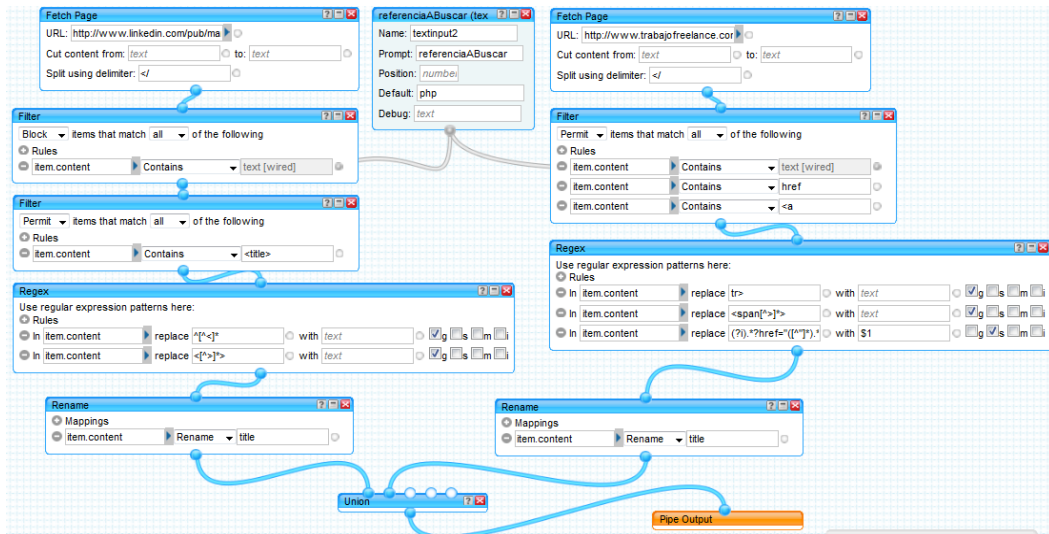 Fetch Page
URL: http://www.linkedin.com/pub/ma
Cut content from: text to: text
Split using delimiter: </
referenciaABuscar (tex
Name: textinput2
Prompt: referenciaABuscar
Position: number
Default: php
Debug: text
Fetch Page
URL: http://www.trabajofreelance.cor
Cut content from: text to: text
Split using delimiter: </
Filter
Block items that match all of the following
Rules
item.content Contains text [wired]
Filter
Permit items that match all of the following
Rules
item.content Contains text [wired]
item.content Contains href
item.content Contains <a
Filter
Permit items that match all of the following
Rules
item.content Contains <title>
Regex
Use regular expression patterns here:
Rules
In item.content replace ^[^<]* with text g s m i
In item.content replace <[^>]*> with text g s m i
Regex
Use regular expression patterns here:
Rules
In item.content replace tr> with text g s m i
In item.content replace <span[^>]*> with text g s m i
In item.content replace (?i).*?href="([^"]*).* with $1 g s m i
Rename
Mappings
item.content Rename title
Rename
Mappings
item.content Rename title
Union
Pipe Output